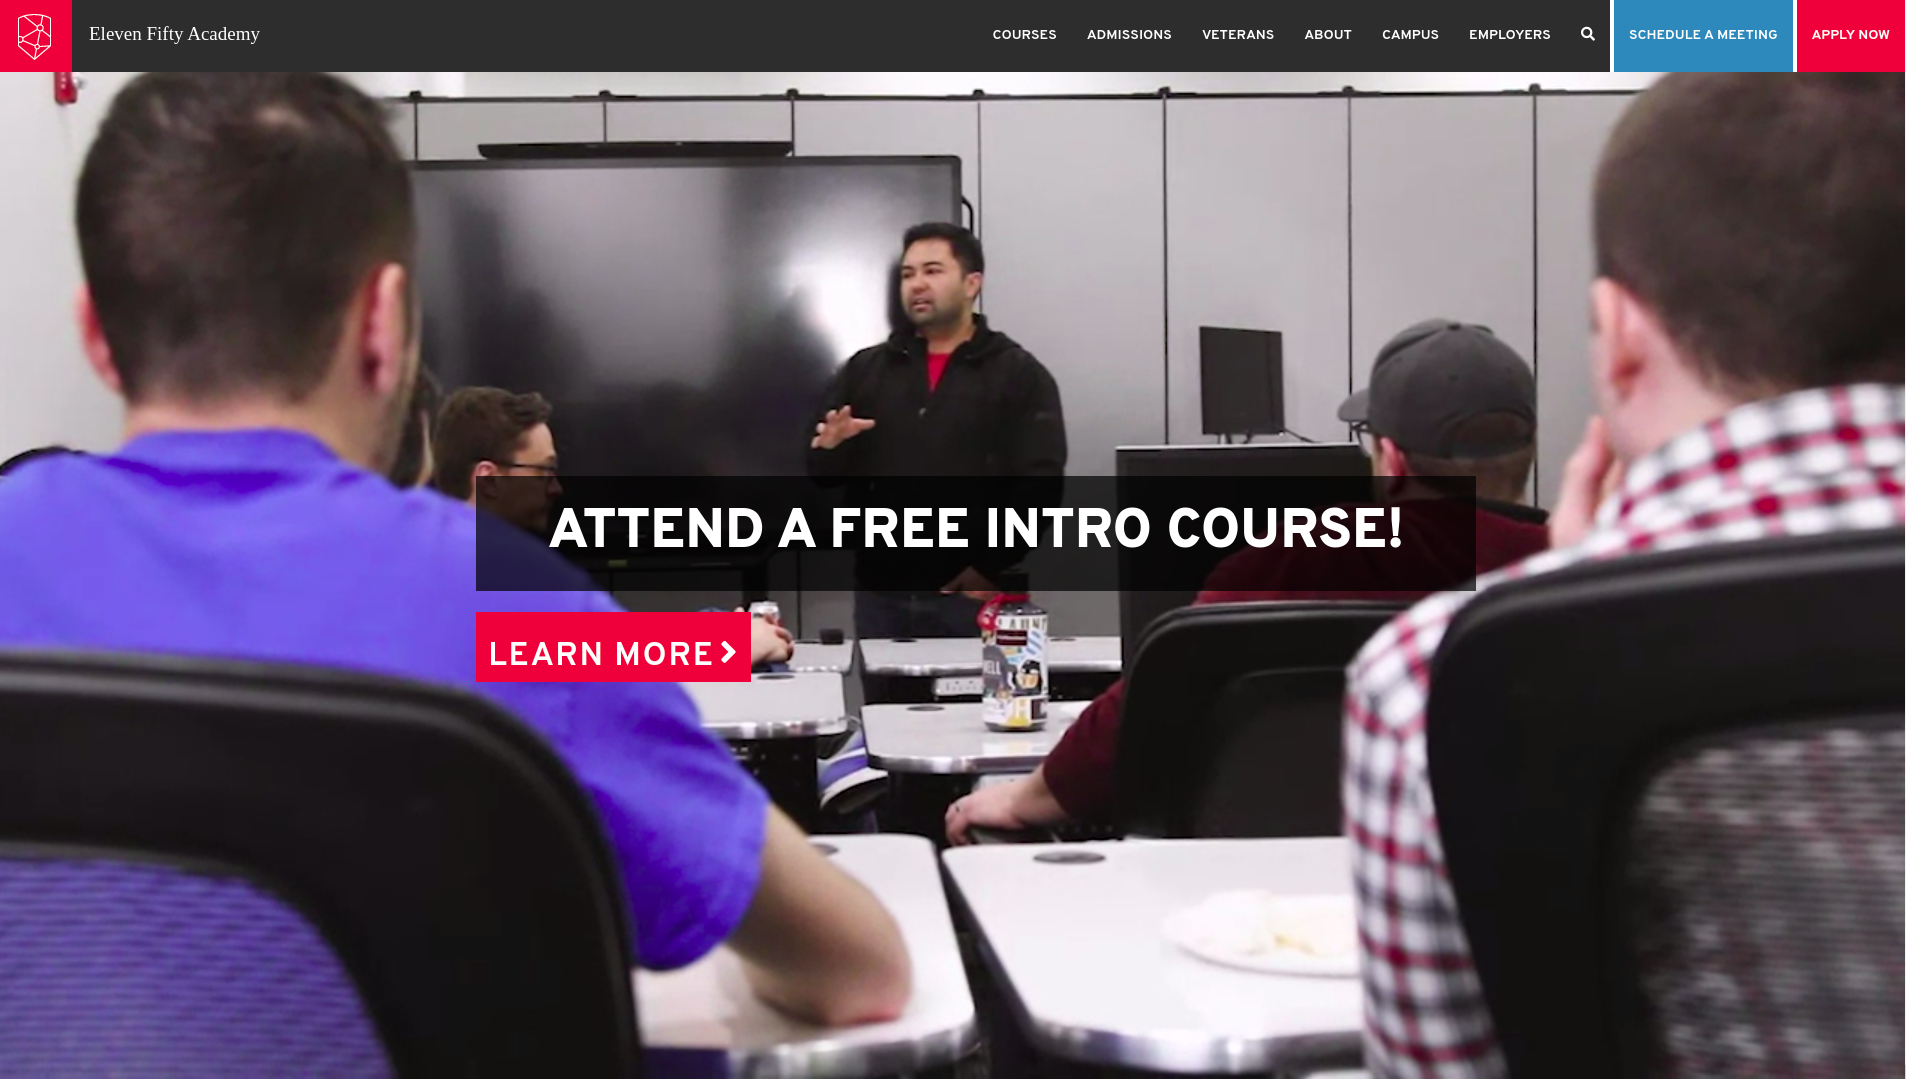 Eleven Fifty Academy
COURSES ADMISSIONS VETERANS ABOUT CAMPUS EMPLOYERS SCHEDULE A MEETING APPLY NOW
ATTEND A FREE INTRO COURSE!
LEARN MORE